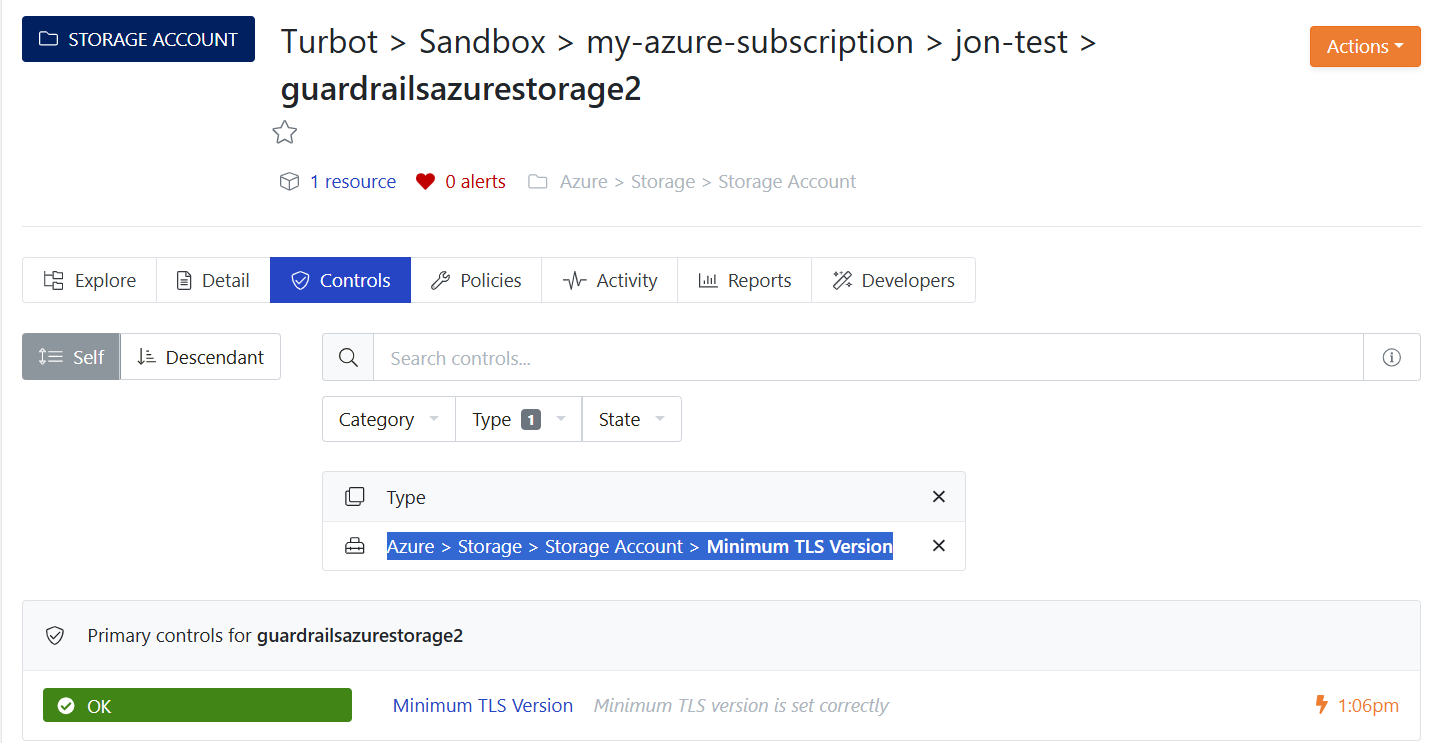 STORAGE ACCOUNT
Turbot > Sandbox > my-azure-subscription > jon-test >
guardrailsazurestorage2
Actions
1 resource 0 alerts Azure > Storage > Storage Account
Explore Detail Controls Policies Activity Reports Developers
Self Descendant Search controls...
Category Type 1 State
Type
Azure > Storage > Storage Account > Minimum TLS Version
Primary controls for guardrailsazurestorage2
OK Minimum TLS Version Minimum TLS version is set correctly 1:06pm